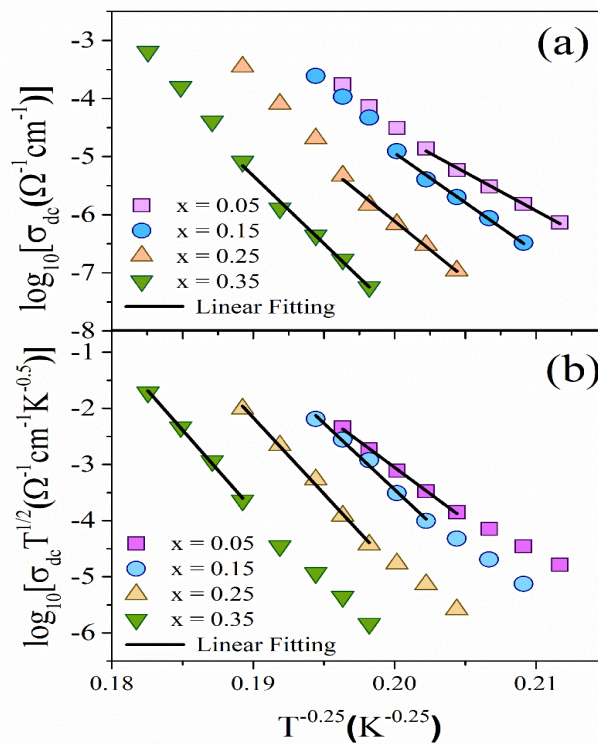 (a)
log10[σdc(Ω-1cm-1)]
-3
-4
-5
-6
-7
-8
x = 0.05
x = 0.15
x = 0.25
x = 0.35
Linear Fitting
(b)
log10[σdcT1/2(Ω-1cm-1K-0.5)]
-1
-2
-3
-4
-5
-6
x = 0.05
x = 0.15
x = 0.25
x = 0.35
Linear Fitting
0.18 0.19 0.20 0.21
T-0.25(K-0.25)